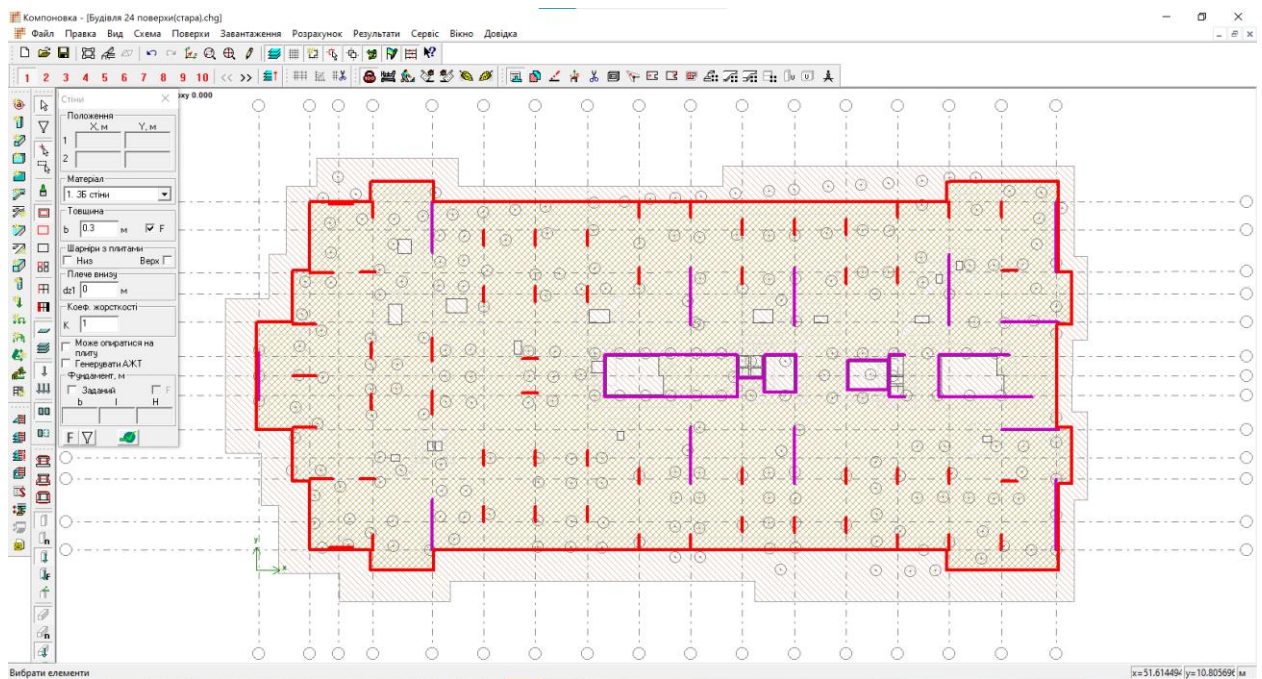 Компоновка - [Будівля 24 поверхи(стара).chg]
Файл Правка Вид Схема Поверхи Завантаження Розрахунок Результати Сервіс Вікно Довідка
1 2 3 4 5 6 7 8 9 10 << >>
Стіни
рху 0.000
Положення
X, м Y, м
1
2
Матеріал
1. ЗБ стіни
Товщина
b 0.3 м F
Шарніри з плитами
Низ Верх
Плече внизу
dz1 0 м
Коеф. жорсткості
K 1
Може опиратися на
плиту
Генерувати АЖТ
Фундамент, м
Заданий F
b l H
F
y
x
Вибрати елементи
x=51.614494 y=10.80569 м